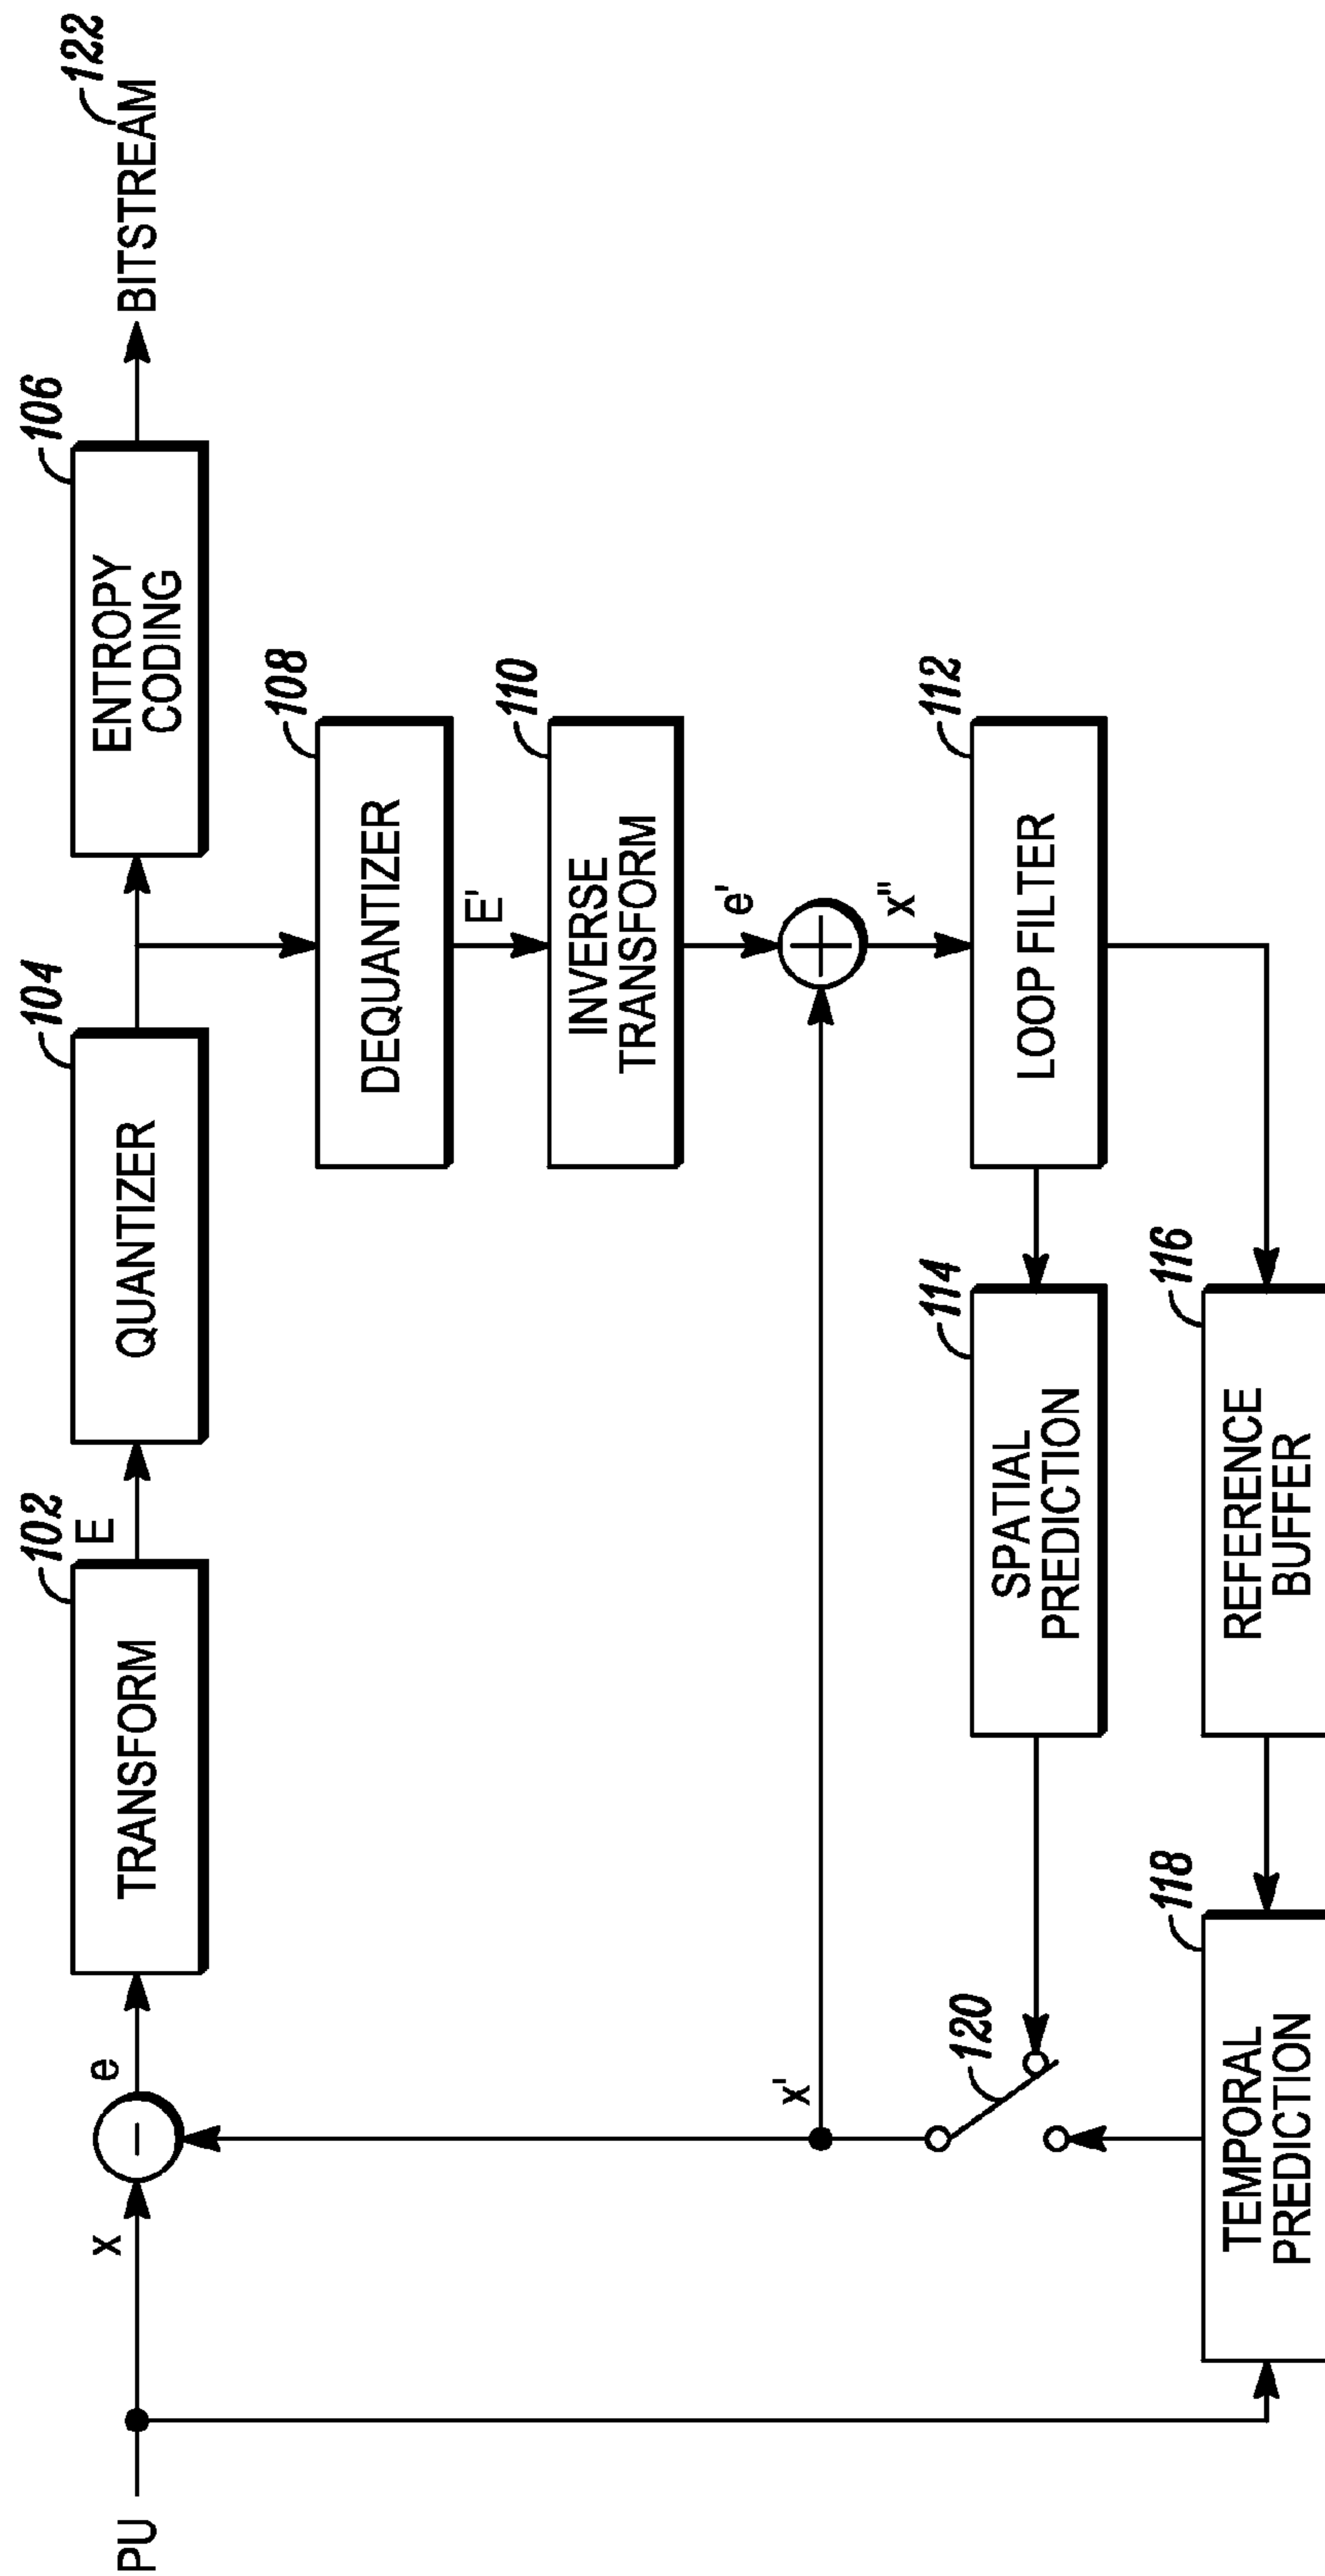 PU
x
e
TRANSFORM
102
E
QUANTIZER
104
ENTROPY
CODING
106
BITSTREAM
122
DEQUANTIZER
108
E'
INVERSE
TRANSFORM
110
e'
x'
x"
LOOP FILTER
112
SPATIAL
PREDICTION
114
120
TEMPORAL
PREDICTION
118
REFERENCE
BUFFER
116